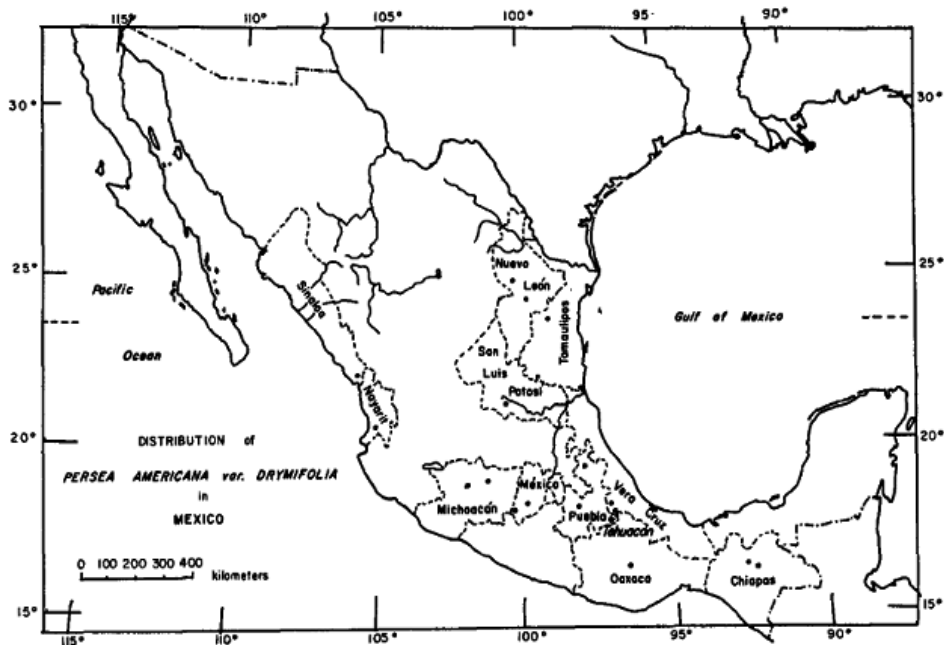 115° 110° 105° 100° 95° 90°
30° 30°
25° 25°
20° 20°
15° 15°
115° 110° 105° 100° 95° 90°
Pacific
Ocean
Gulf of Mexico
Sinaloa
Nayarit
Nuevo
León
Tamaulipas
San
Luis
Potosí
Michoacán
México
Puebla
Vera Cruz
Tehuacán
Oaxaca
Chiapas
DISTRIBUTION of
PERSEA AMERICANA var. DRYMIFOLIA
in
MEXICO
0 100 200 300 400
kilometers